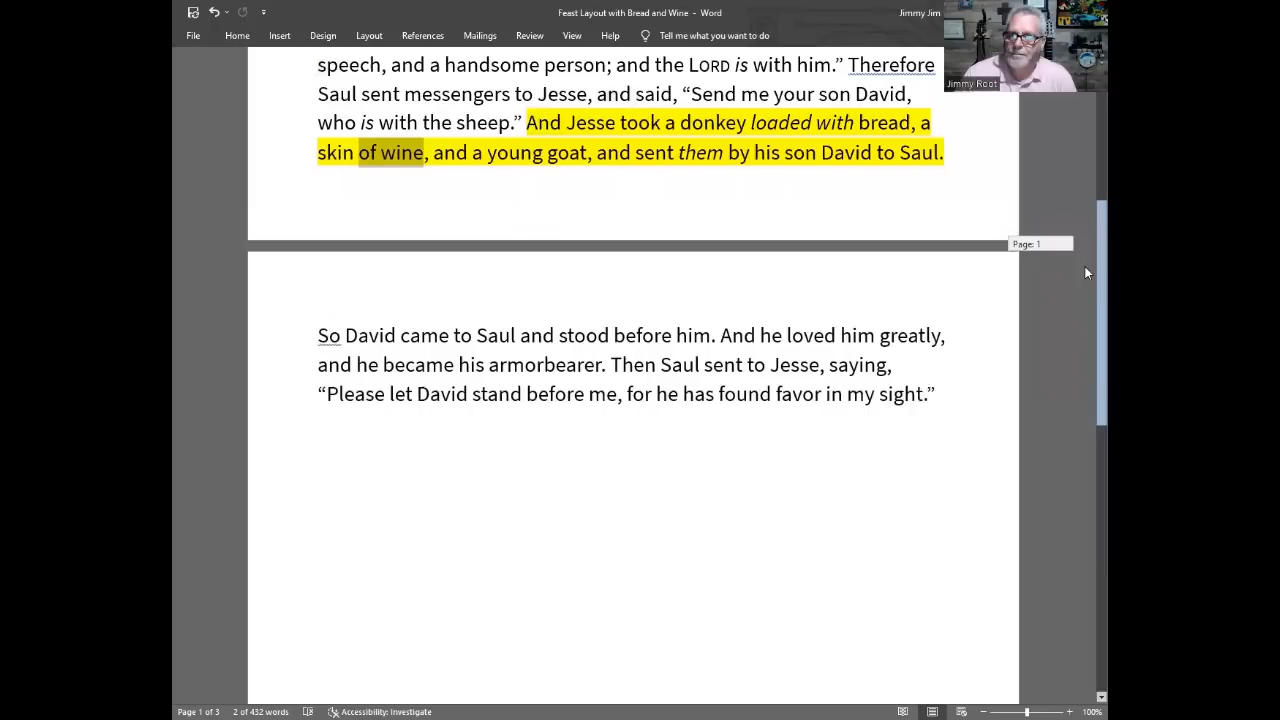 Feast Layout with Bread and Wine - Word
Jimmy Jim
File Home Insert Design Layout References Mailings Review View Help Tell me what you want to do
Jimmy Root
speech, and a handsome person; and the LORD is with him.” Therefore
Saul sent messengers to Jesse, and said, “Send me your son David,
who is with the sheep.” And Jesse took a donkey loaded with bread, a
skin of wine, and a young goat, and sent them by his son David to Saul.
Page: 1
So David came to Saul and stood before him. And he loved him greatly,
and he became his armorbearer. Then Saul sent to Jesse, saying,
“Please let David stand before me, for he has found favor in my sight.”
Page 1 of 3 2 of 432 words Accessibility: Investigate 100%